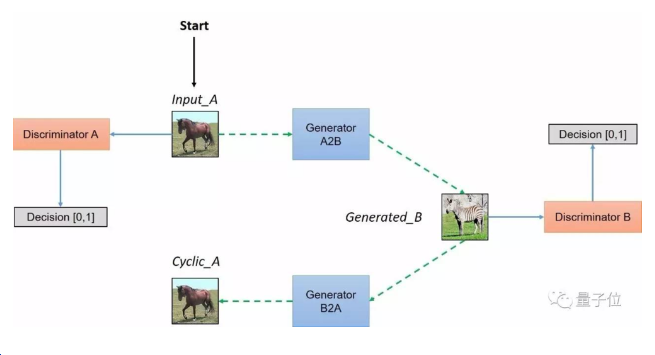 Start
Input_A
Discriminator A
Generator
A2B
Decision [0,1]
Decision [0,1]
Generated_B
Discriminator B
Cyclic_A
Generator
B2A
量子位